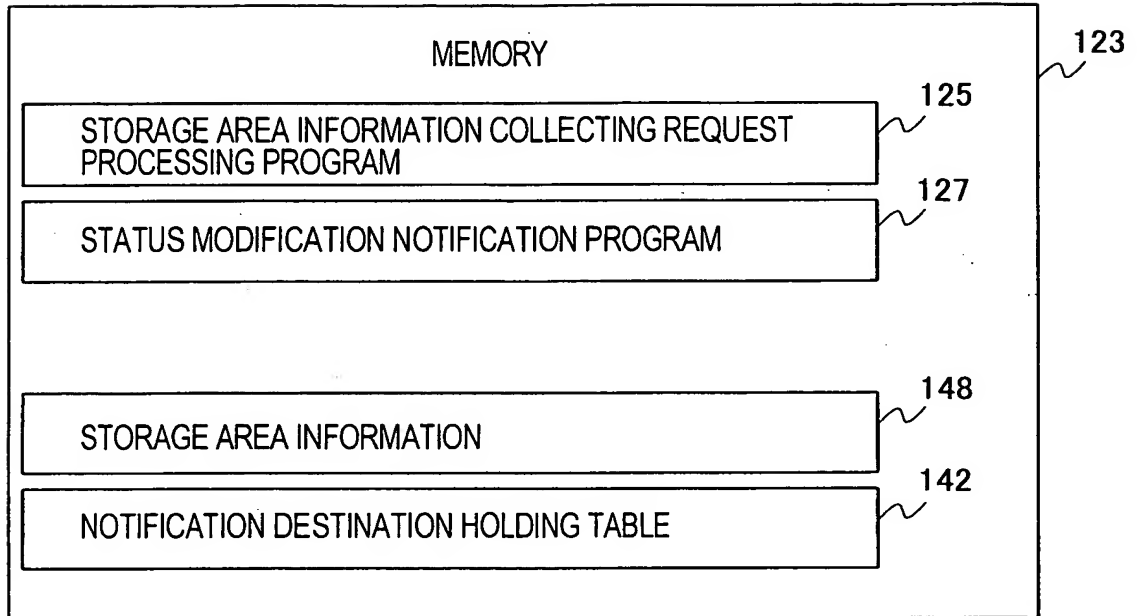 MEMORY
123
125
STORAGE AREA INFORMATION COLLECTING REQUEST
PROCESSING PROGRAM
127
STATUS MODIFICATION NOTIFICATION PROGRAM
148
STORAGE AREA INFORMATION
142
NOTIFICATION DESTINATION HOLDING TABLE